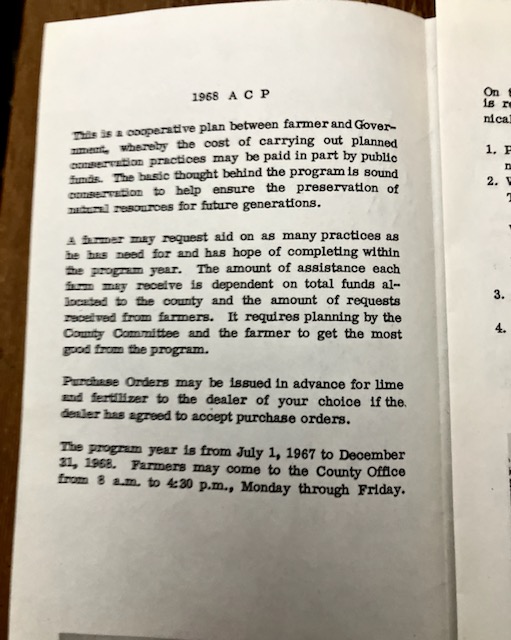 1968 A C P
This is a cooperative plan between farmer and Gover-
nment, whereby the cost of carrying out planned
conservation practices may be paid in part by public
funds. The basic thought behind the program is sound
conservation to help ensure the preservation of
natural resources for future generations.
A farmer may request aid on as many practices as
he has need for and has hope of completing within
the program year. The amount of assistance each
farm may receive is dependent on total funds al-
located to the county and the amount of requests
received from farmers. It requires planning by the
County Committee and the farmer to get the most
good from the program.
Purchase Orders may be issued in advance for lime
and fertilizer to the dealer of your choice if the
dealer has agreed to accept purchase orders.
The program year is from July 1, 1967 to December
31, 1968. Farmers may come to the County Office
from 8 a.m. to 4:30 p.m., Monday through Friday.
On
is
1.
2.
3.
4.